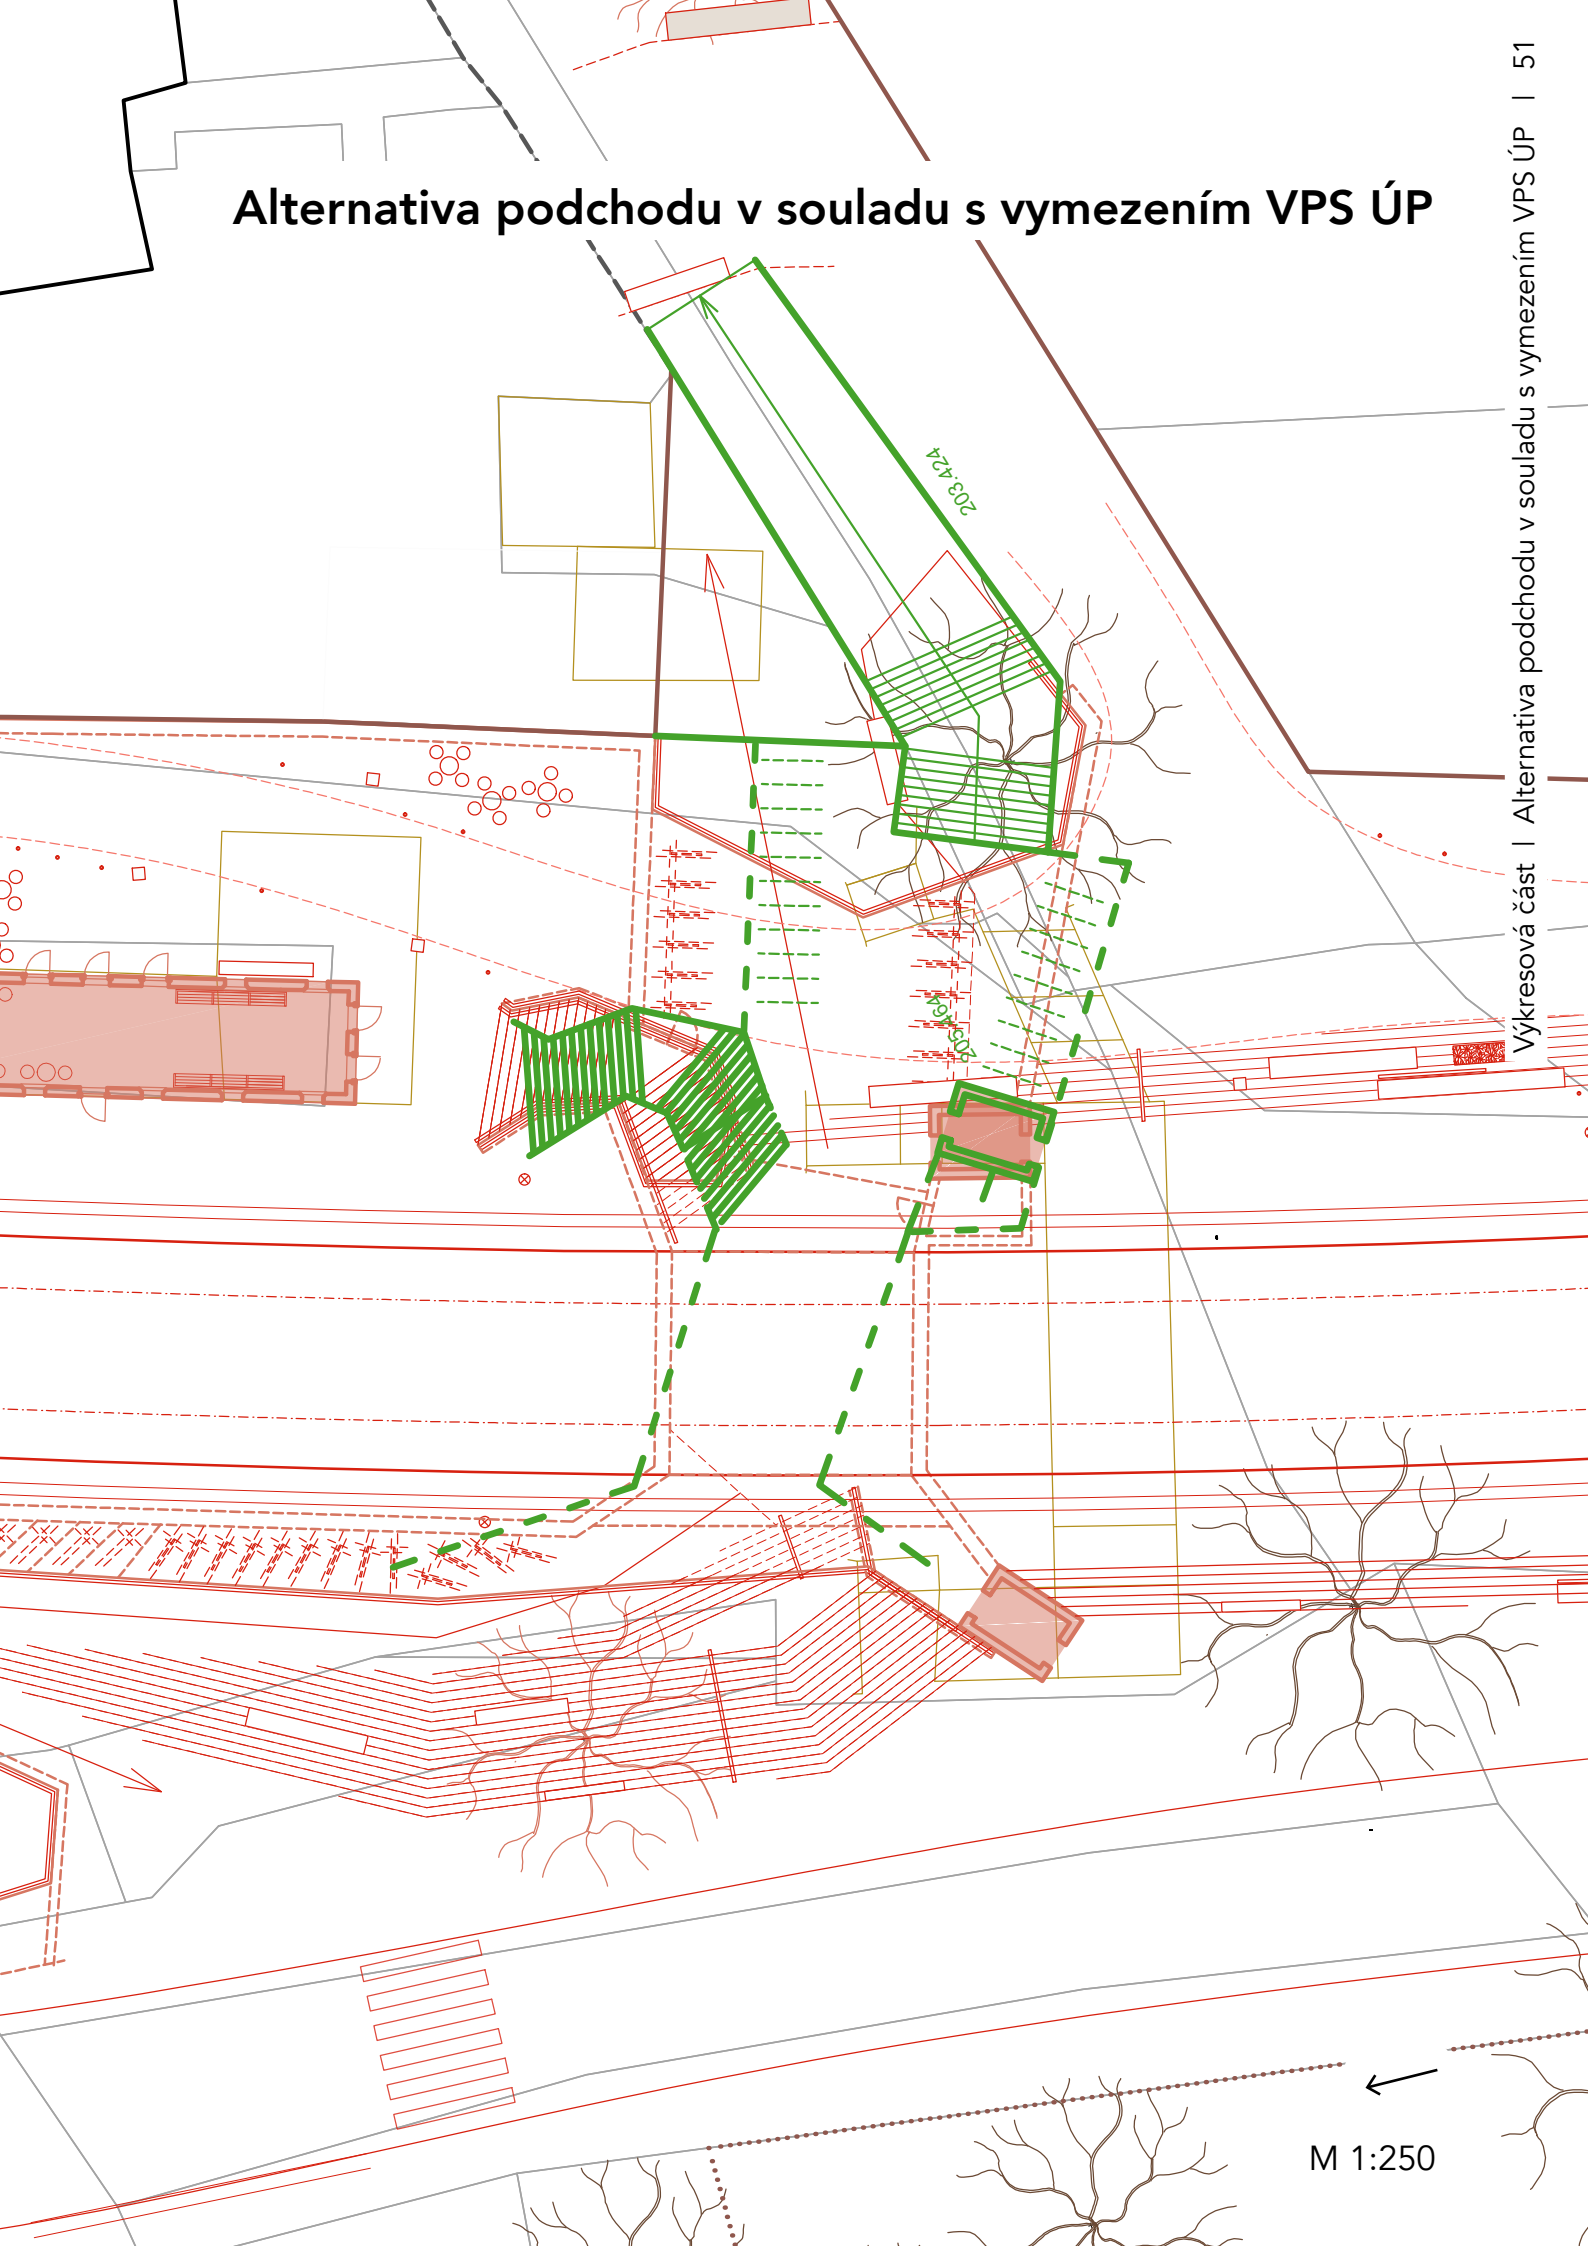 Alternativa podchodu v souladu s vymezením VPS ÚP
Výkresová část | Alternativa podchodu v souladu s vymezením VPS ÚP | 51
203.424
205.464
M 1:250